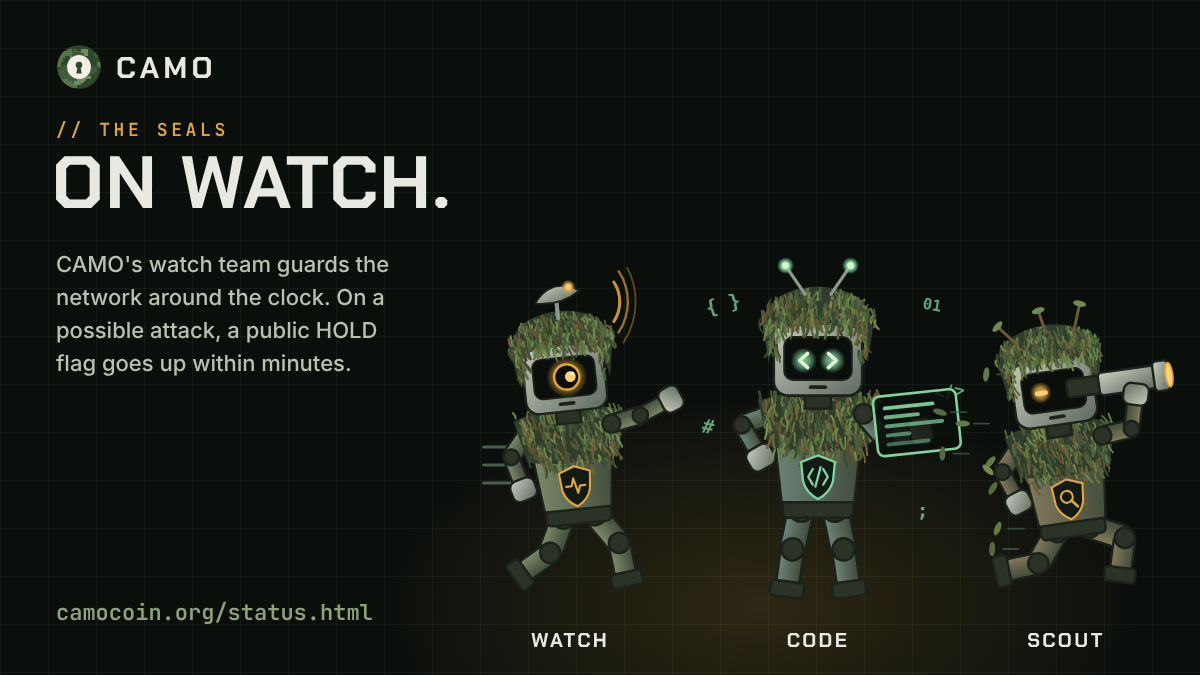 CAMO
// THE SEALS
ON WATCH.
CAMO's watch team guards the
network around the clock. On a
possible attack, a public HOLD
flag goes up within minutes.
{ }
01
#
</>
;
camocoin.org/status.html
WATCH
CODE
SCOUT